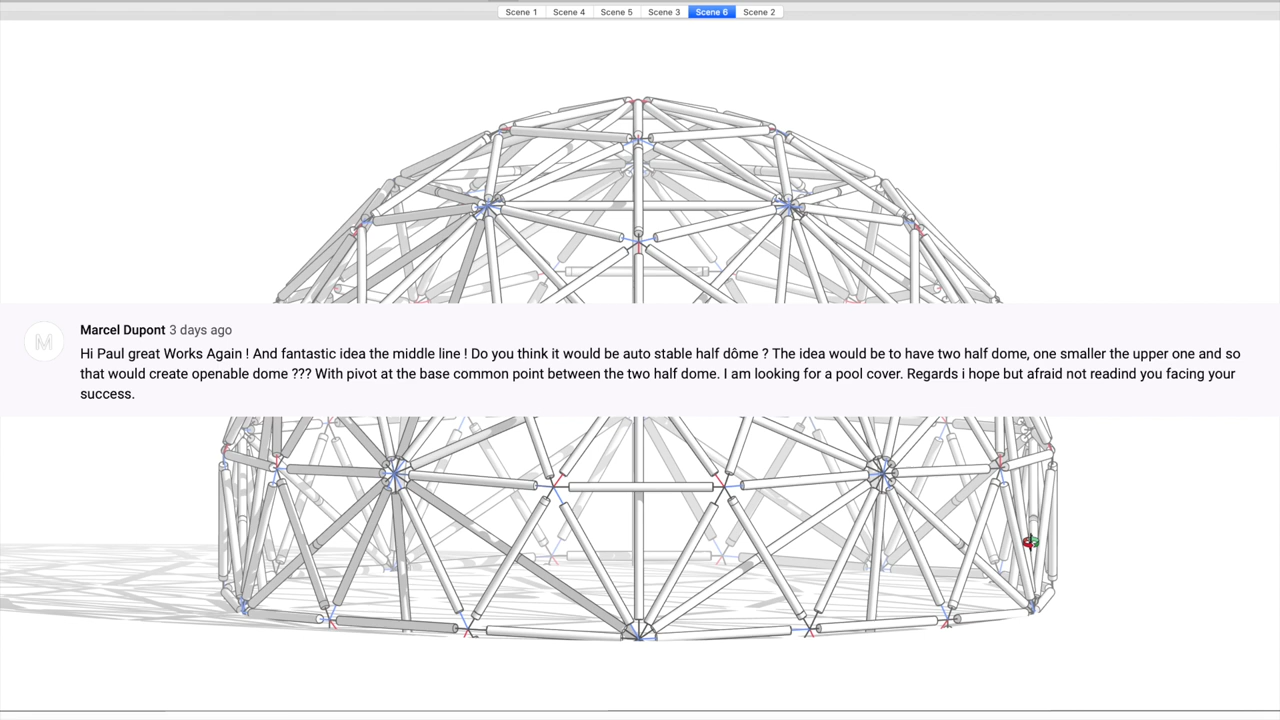 Scene 1 Scene 4 Scene 5 Scene 3 Scene 6 Scene 2
M
Marcel Dupont 3 days ago
Hi Paul great Works Again ! And fantastic idea the middle line ! Do you think it would be auto stable half dôme ? The idea would be to have two half dome, one smaller the upper one and so
that would create openable dome ??? With pivot at the base common point between the two half dome. I am looking for a pool cover. Regards i hope but afraid not readind you facing your
success.